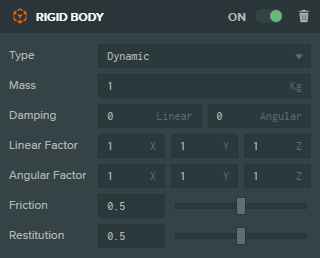 RIGID BODY ON
Type Dynamic
Mass 1 Kg
Damping 0 Linear 0 Angular
Linear Factor 1 X 1 Y 1 Z
Angular Factor 1 X 1 Y 1 Z
Friction 0.5
Restitution 0.5